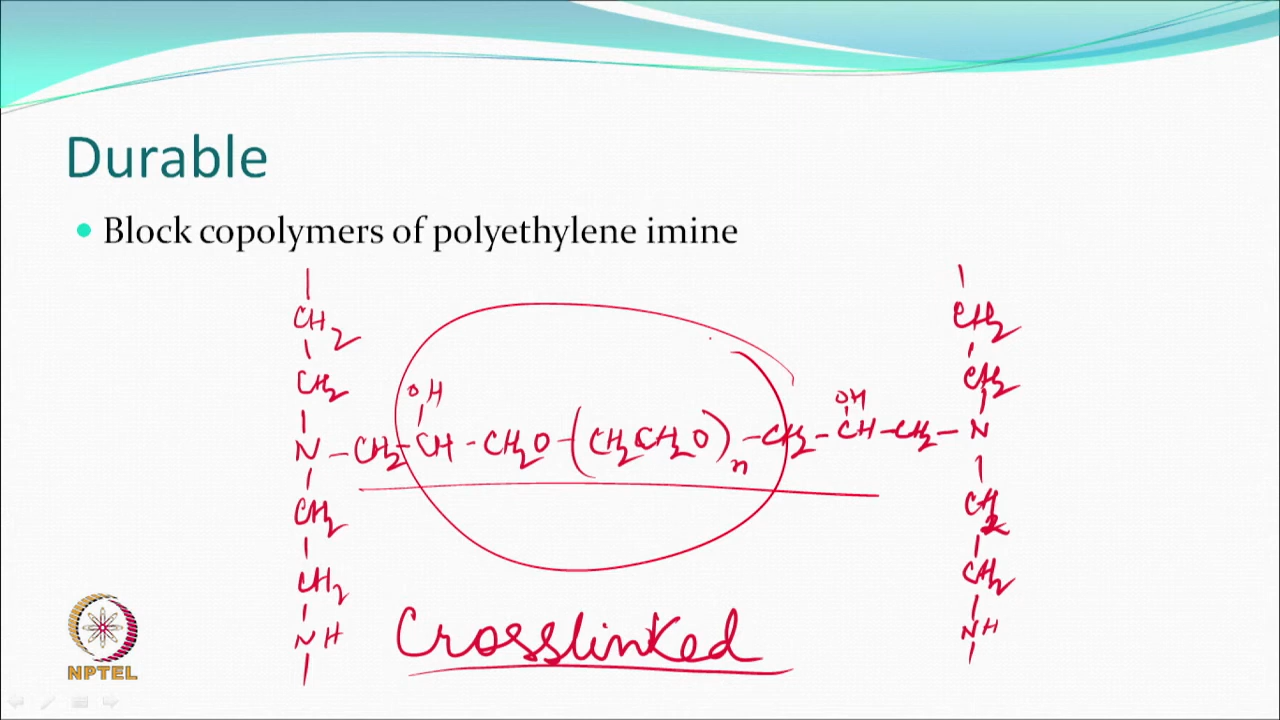 Durable
Block copolymers of polyethylene imine
CH2
CH2
CH2
CH2
OH
OH
N-CH2-CH-CH2O-(CH2CH2O)n-CH2-CH-CH2-N
CH2
CH2
CH2
CH2
NH
NH
Crosslinked
NPTEL